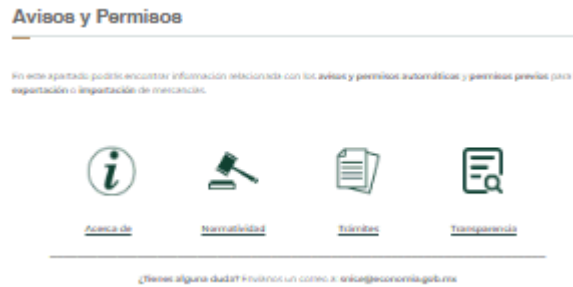 Avisos y Permisos
En este apartado podrás encontrar información relacionada con los avisos y permisos automáticos y permisos previos para
exportación o importación de mercancías.
Acerca de
Normatividad
Trámites
Transparencia
¿Tienes alguna duda? Envíanos un correo a: snice@economia.gob.mx